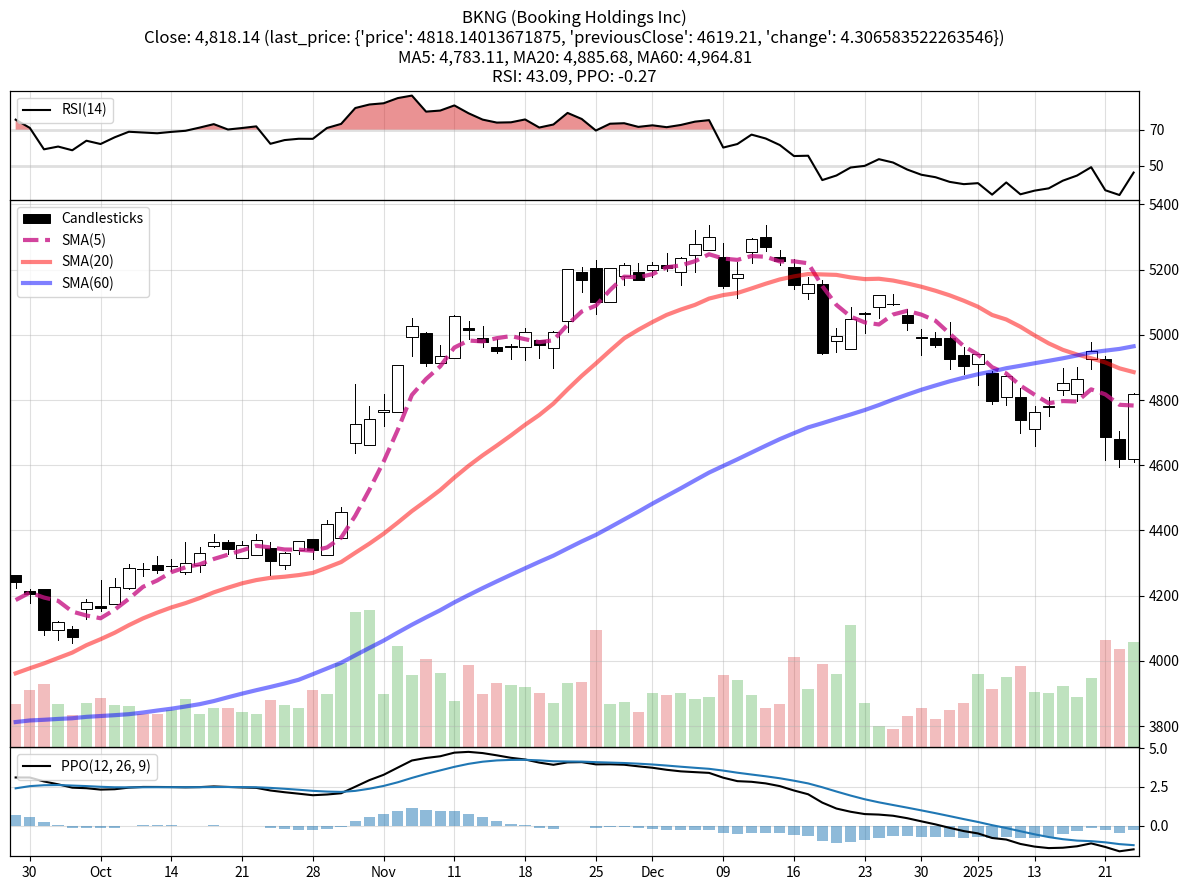 BKNG (Booking Holdings Inc)
Close: 4,818.14 (last_price: {'price': 4818.14013671875, 'previousClose': 4619.21, 'change': 4.306583522263546})
MA5: 4,783.11, MA20: 4,885.68, MA60: 4,964.81
RSI: 43.09, PPO: -0.27
RSI(14)
70
50
Candlesticks
SMA(5)
SMA(20)
SMA(60)
5400
5200
5000
4800
4600
4400
4200
4000
3800
PPO(12, 26, 9)
5.0
2.5
0.0
30 Oct 14 21 28 Nov 11 18 25 Dec 09 16 23 30 2025 13 21